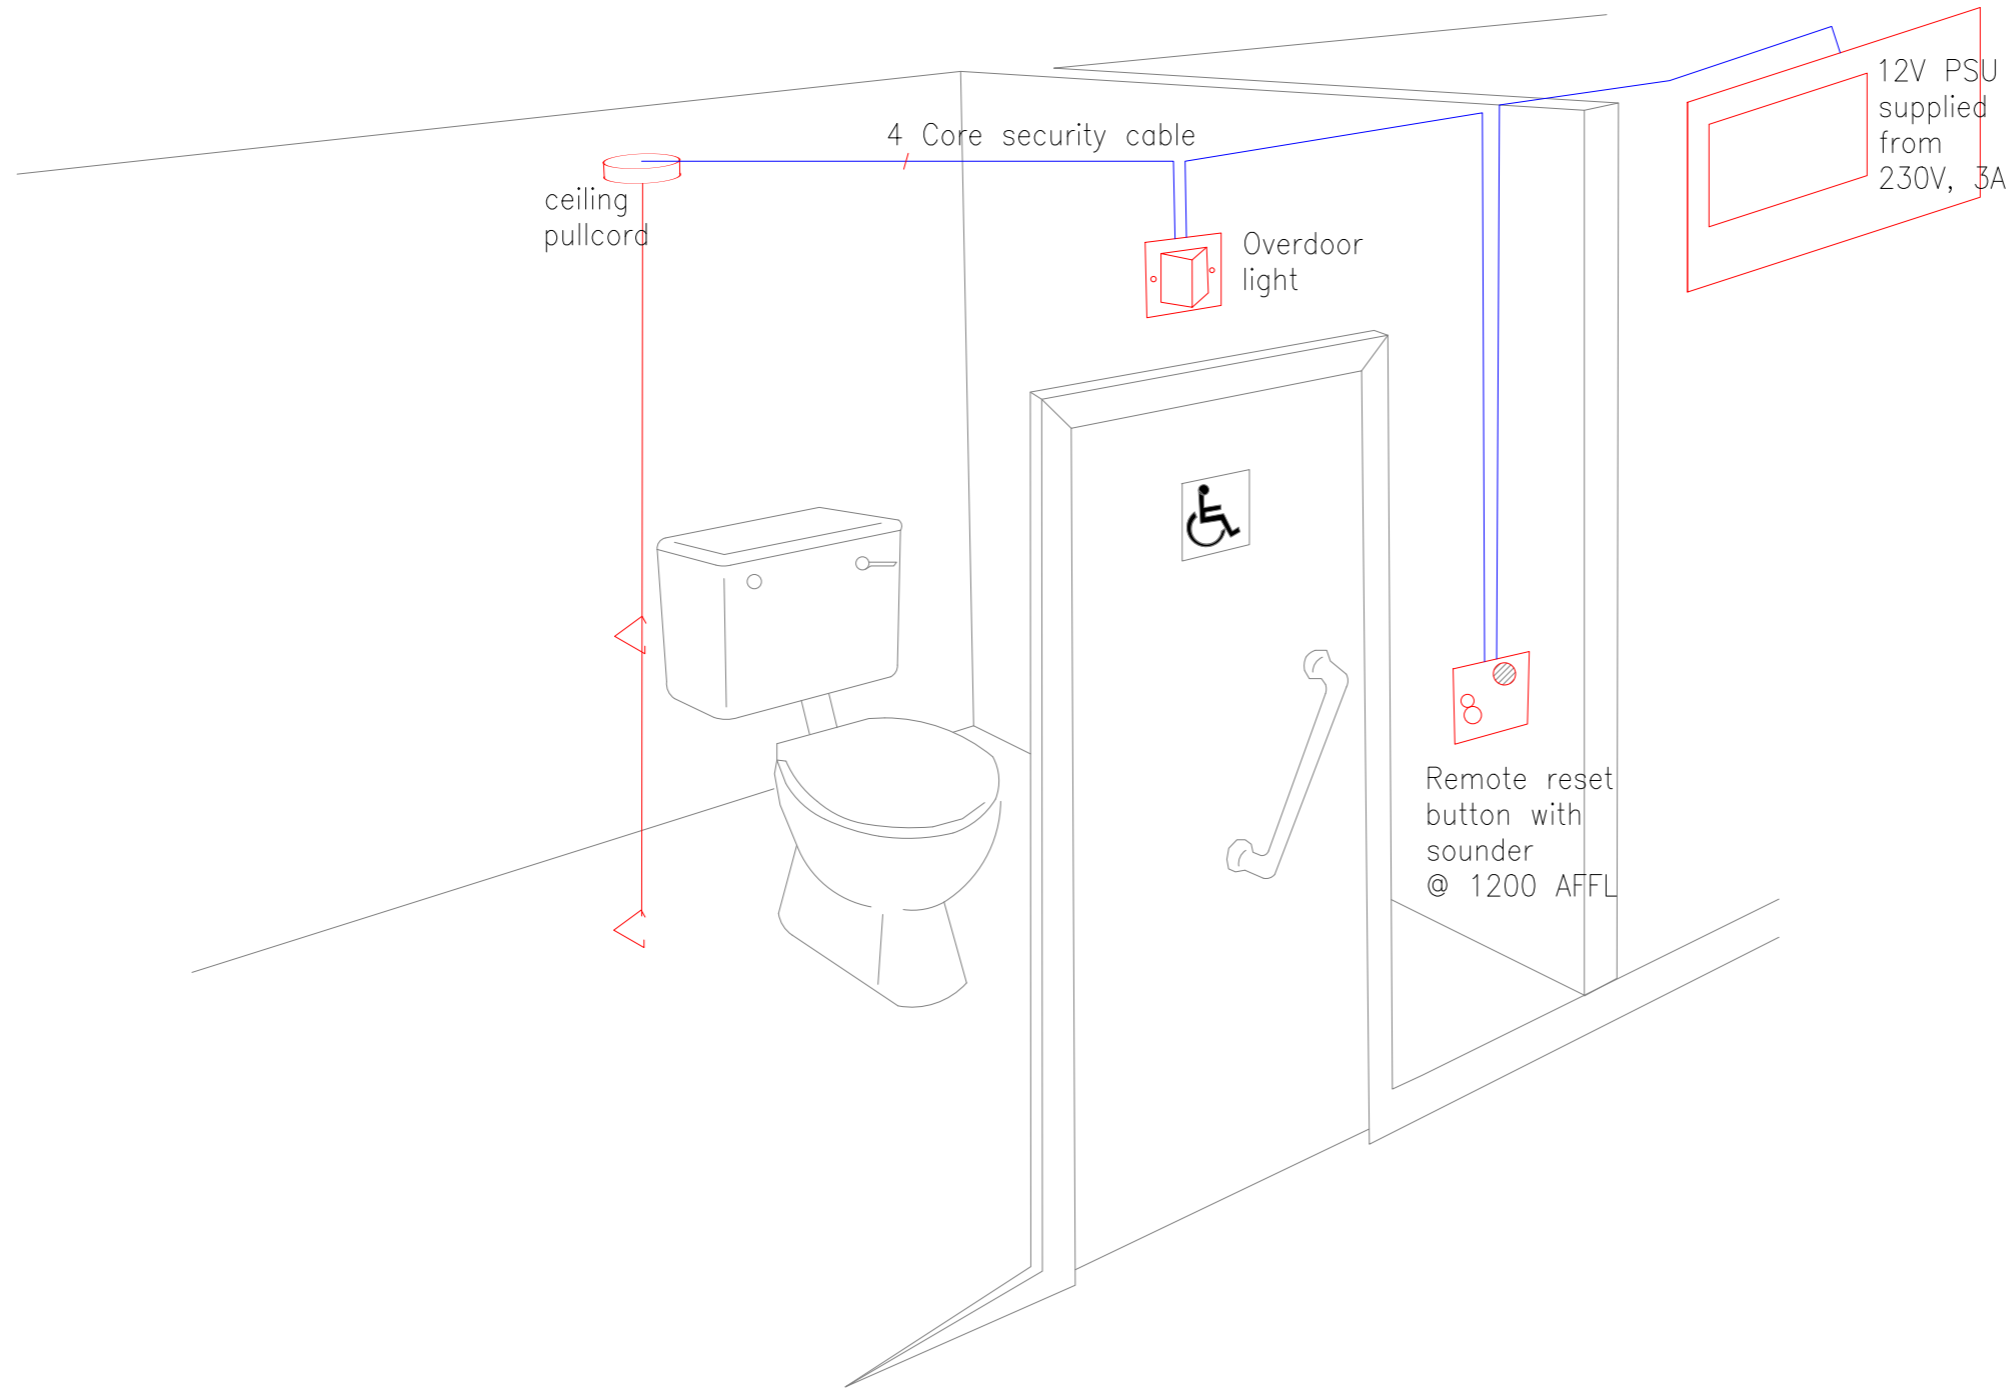 12V PSU
supplied
from
230V, 3A
4 Core security cable
ceiling
pullcord
Overdoor
light
Remote reset
button with
sounder
@ 1200 AFFL